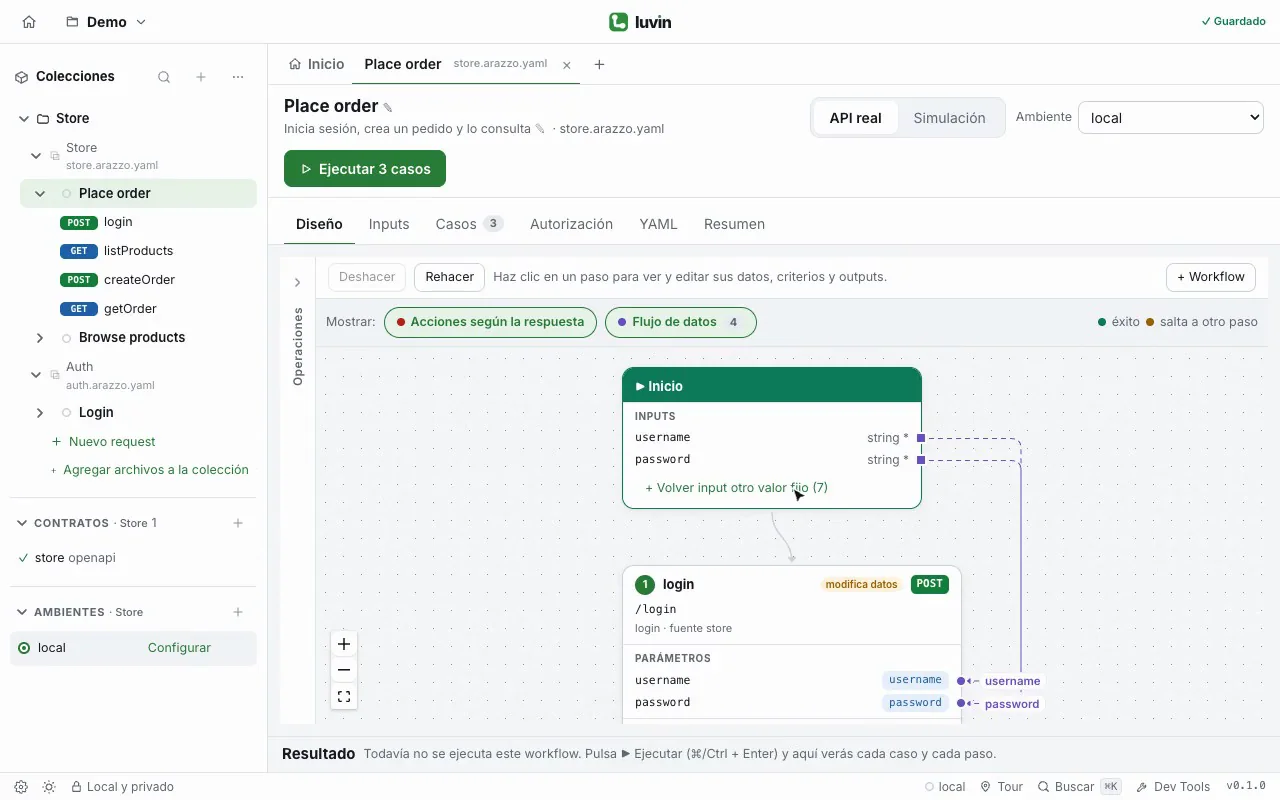 Demo
luvin
Guardado
Colecciones
Inicio
Place order store.arazzo.yaml
Store
Store
store.arazzo.yaml
Place order
POST login
GET listProducts
POST createOrder
GET getOrder
Browse products
Auth
auth.arazzo.yaml
Login
+ Nuevo request
+ Agregar archivos a la colección
CONTRATOS · Store 1
store openapi
AMBIENTES · Store
local Configurar
Place order
Inicia sesión, crea un pedido y lo consulta · store.arazzo.yaml
API real Simulación Ambiente local
Ejecutar 3 casos
Diseño Inputs Casos 3 Autorización YAML Resumen
Operaciones
Deshacer Rehacer Haz clic en un paso para ver y editar sus datos, criterios y outputs. + Workflow
Mostrar: Acciones según la respuesta Flujo de datos 4 éxito salta a otro paso
Inicio
INPUTS
username string *
password string *
+ Volver input otro valor fijo (7)
1 login modifica datos POST
/login
login · fuente store
PARÁMETROS
username username username
password password password
Resultado Todavía no se ejecuta este workflow. Pulsa ▶ Ejecutar (⌘/Ctrl + Enter) y aquí verás cada caso y cada paso.
Local y privado local Tour Buscar ⌘K Dev Tools v0.1.0